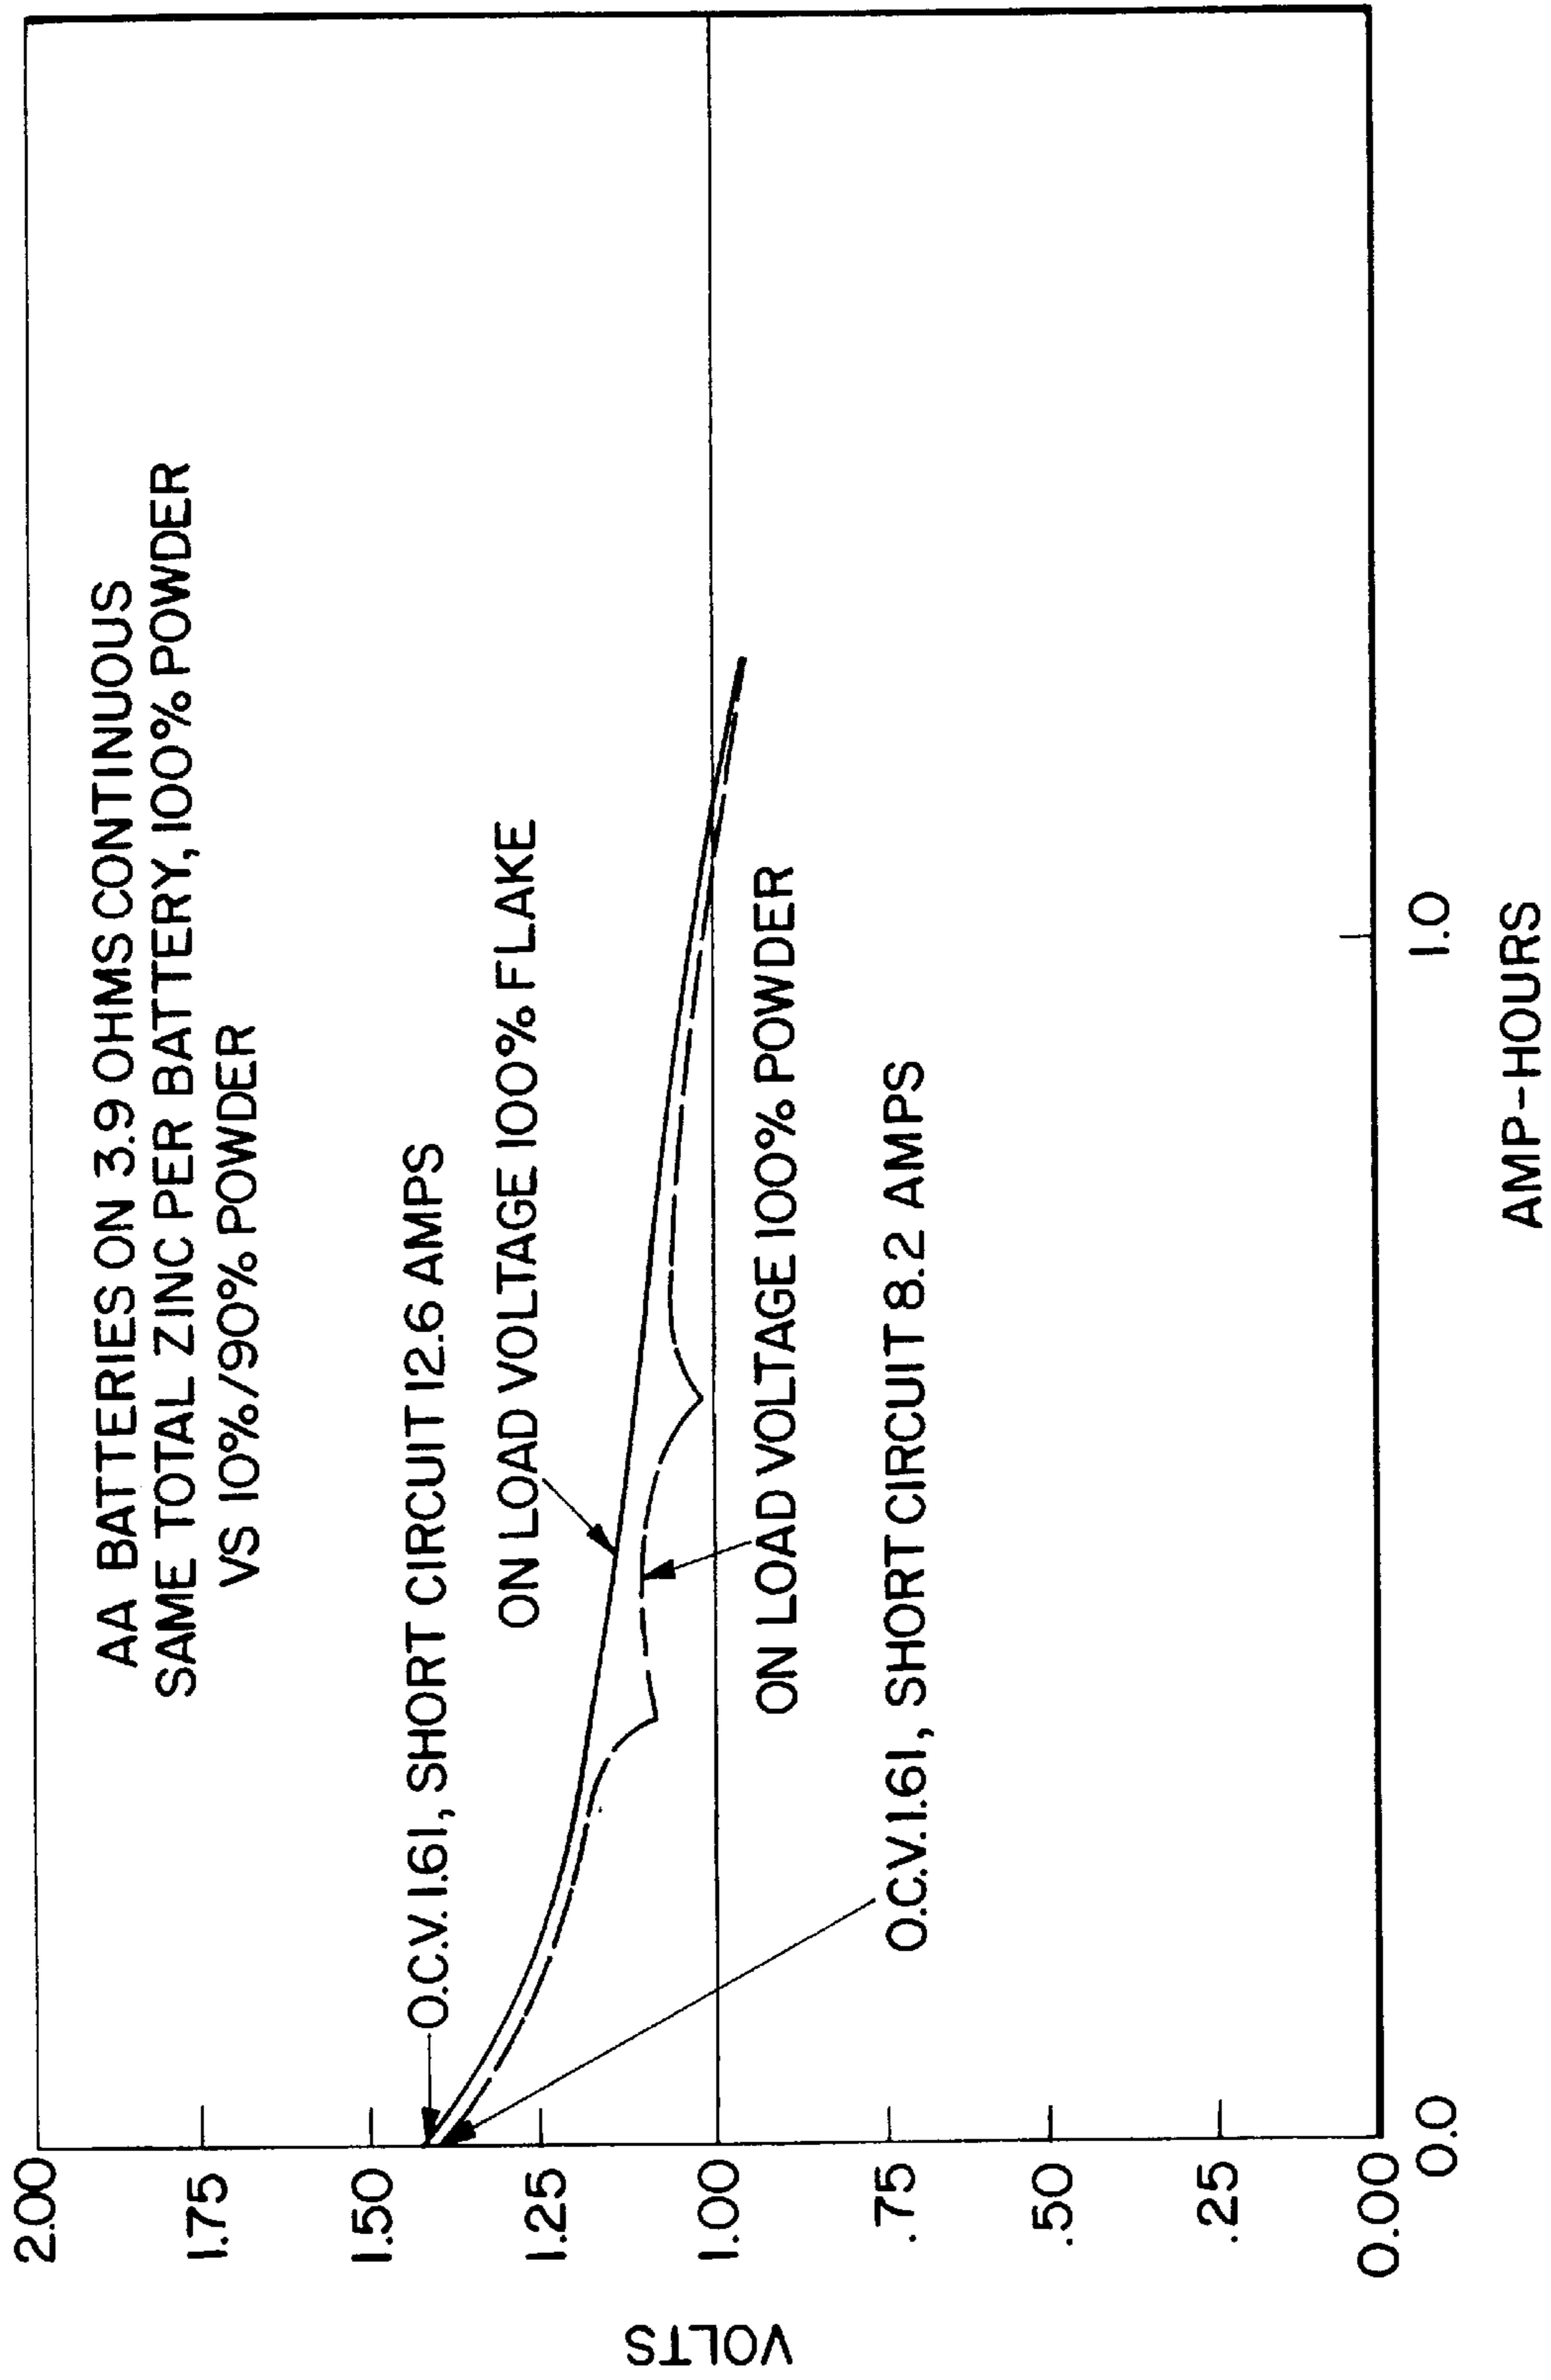 AA BATTERIES ON 3.9 OHMS CONTINUOUS
SAME TOTAL ZINC PER BATTERY, 100% POWDER
VS 10%/90% POWDER
O.C.V. 1.61, SHORT CIRCUIT 12.6 AMPS
ON LOAD VOLTAGE 100% FLAKE
ON LOAD VOLTAGE 100% POWDER
O.C.V. 1.61, SHORT CIRCUIT 8.2 AMPS
VOLTS
2.00
1.75
1.50
1.25
1.00
.75
.50
.25
0.00
0.0
1.0
AMP-HOURS